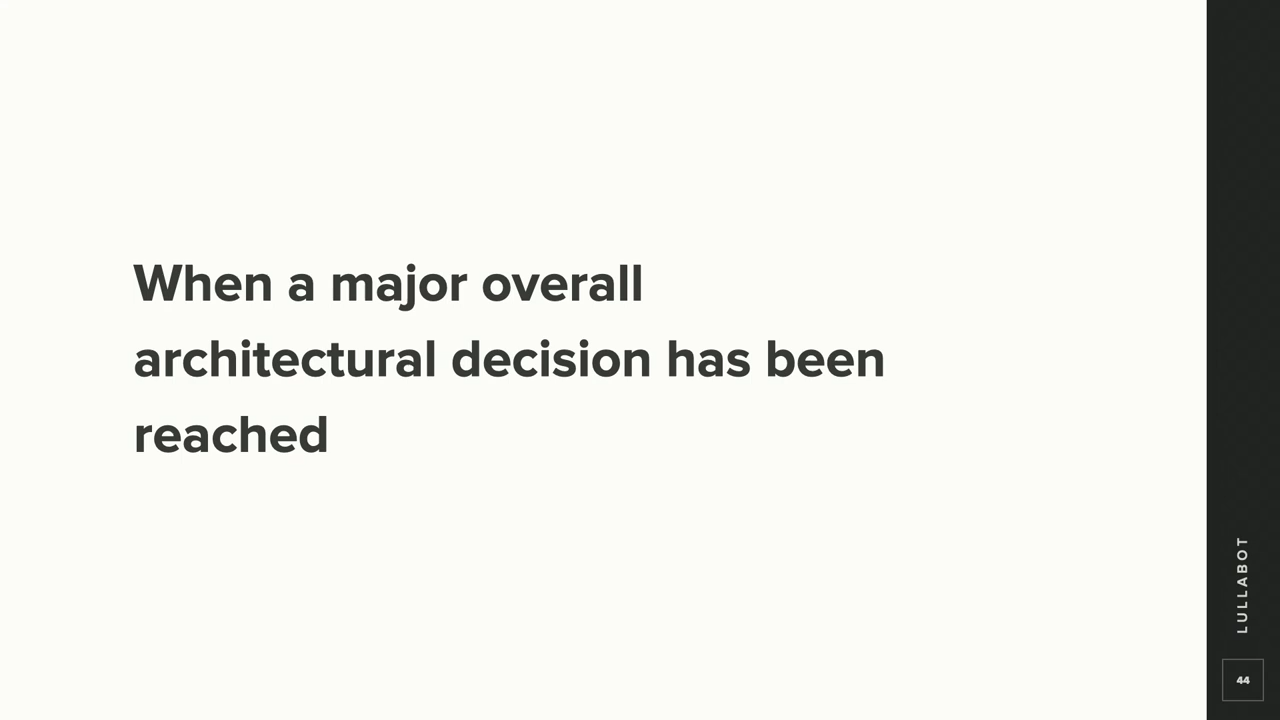 When a major overall
architectural decision has been
reached
LULLABOT
44